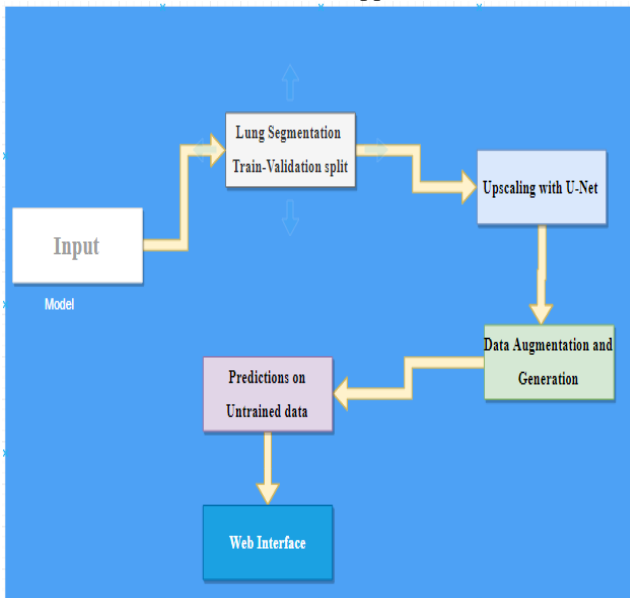 Input
Model
Lung Segmentation
Train-Validation split
Upscaling with U-Net
Data Augmentation and
Generation
Predictions on
Untrained data
Web Interface